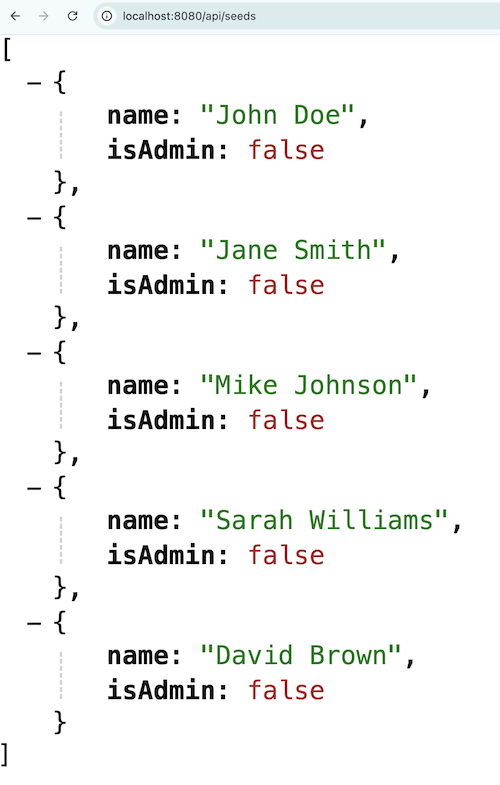 localhost:8080/api/seeds
[
– {
name: "John Doe",
isAdmin: false
},
– {
name: "Jane Smith",
isAdmin: false
},
– {
name: "Mike Johnson",
isAdmin: false
},
– {
name: "Sarah Williams",
isAdmin: false
},
– {
name: "David Brown",
isAdmin: false
}
]